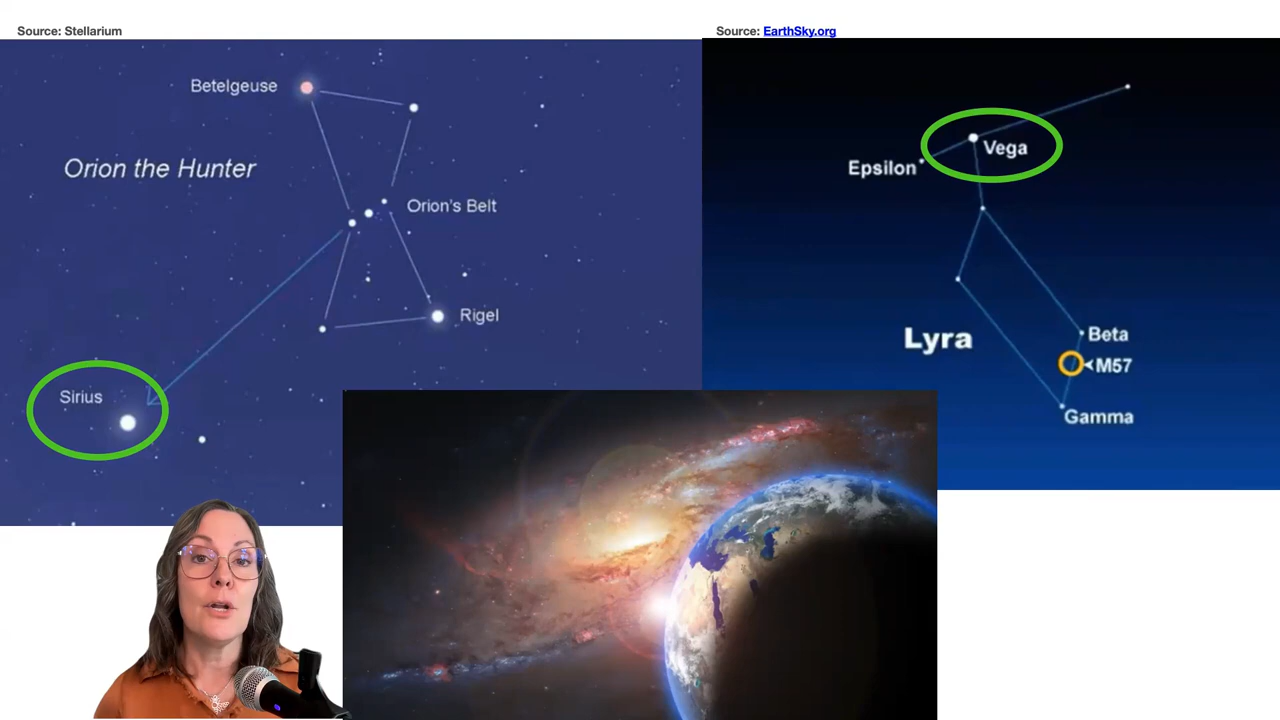 Source: Stellarium
Source: EarthSky.org
Betelgeuse
Orion the Hunter
Orion's Belt
Rigel
Sirius
Vega
Epsilon
Lyra
Beta
M57
Gamma